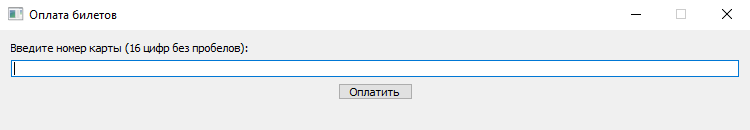 Оплата билетов
Введите номер карты (16 цифр без пробелов):
Оплатить